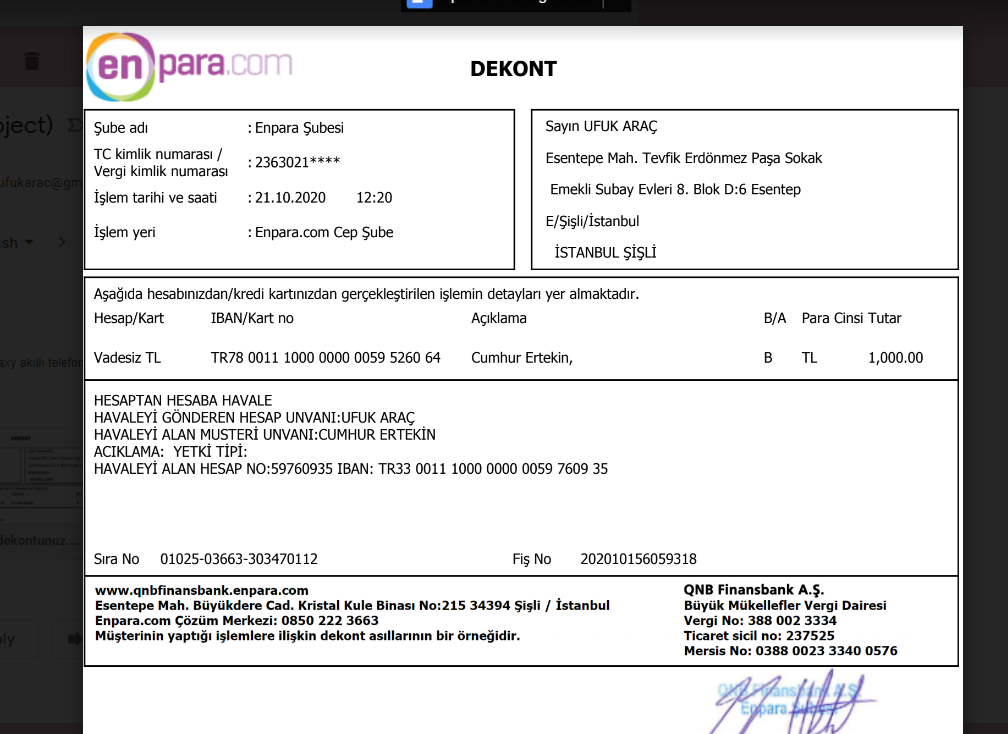 enpara.com
DEKONT
Şube adı : Enpara Şubesi
TC kimlik numarası /
Vergi kimlik numarası : 2363021****
İşlem tarihi ve saati : 21.10.2020 12:20
İşlem yeri : Enpara.com Cep Şube
Sayın UFUK ARAÇ
Esentepe Mah. Tevfik Erdönmez Paşa Sokak
Emekli Subay Evleri 8. Blok D:6 Esentep
E/Şişli/İstanbul
İSTANBUL ŞİŞLİ
Aşağıda hesabınızdan/kredi kartınızdan gerçekleştirilen işlemin detayları yer almaktadır.
Hesap/Kart IBAN/Kart no Açıklama B/A Para Cinsi Tutar
Vadesiz TL TR78 0011 1000 0000 0059 5260 64 Cumhur Ertekin, B TL 1,000.00
HESAPTAN HESABA HAVALE
HAVALEYİ GÖNDEREN HESAP UNVANI:UFUK ARAÇ
HAVALEYİ ALAN MUSTERİ UNVANI:CUMHUR ERTEKİN
ACIKLAMA: YETKİ TİPİ:
HAVALEYİ ALAN HESAP NO:59760935 IBAN: TR33 0011 1000 0000 0059 7609 35
Sıra No 01025-03663-303470112 Fiş No 202010156059318
www.qnbfinansbank.enpara.com
Esentepe Mah. Büyükdere Cad. Kristal Kule Binası No:215 34394 Şişli / İstanbul
Enpara.com Çözüm Merkezi: 0850 222 3663
Müşterinin yaptığı işlemlere ilişkin dekont asıllarının bir örneğidir.
QNB Finansbank A.Ş.
Büyük Mükellefler Vergi Dairesi
Vergi No: 388 002 3334
Ticaret sicil no: 237525
Mersis No: 0388 0023 3340 0576
QNB Finansbank A.Ş.
Enpara Şubesi